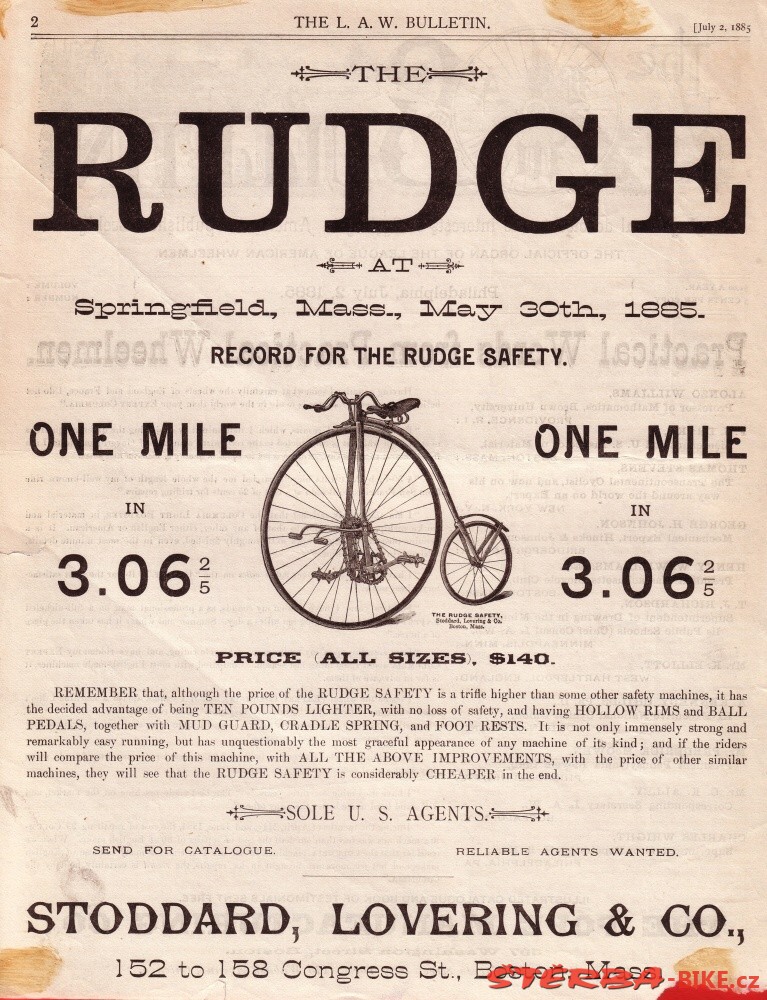 2 THE L. A. W. BULLETIN. [July 2, 1885
THE
RUDGE
AT
Springfield, Mass., May 30th, 1885.
RECORD FOR THE RUDGE SAFETY.
ONE MILE
IN
3.06 2/5
ONE MILE
IN
3.06 2/5
THE RUDGE SAFETY,
Stoddard, Lovering & Co.
Boston, Mass.
PRICE (ALL SIZES), $140.
REMEMBER that, although the price of the RUDGE SAFETY is a trifle higher than some other safety machines, it has
the decided advantage of being TEN POUNDS LIGHTER, with no loss of safety, and having HOLLOW RIMS and BALL
PEDALS, together with MUD GUARD, CRADLE SPRING, and FOOT RESTS. It is not only immensely strong and
remarkably easy running, but has unquestionably the most graceful appearance of any machine of its kind; and if the riders
will compare the price of this machine, with ALL THE ABOVE IMPROVEMENTS, with the price of other similar
machines, they will see that the RUDGE SAFETY is considerably CHEAPER in the end.
SOLE U. S. AGENTS.
SEND FOR CATALOGUE. RELIABLE AGENTS WANTED.
STODDARD, LOVERING & CO.,
152 to 158 Congress St., Boston, Mass.
ŠTĚRBA-BIKE.cz